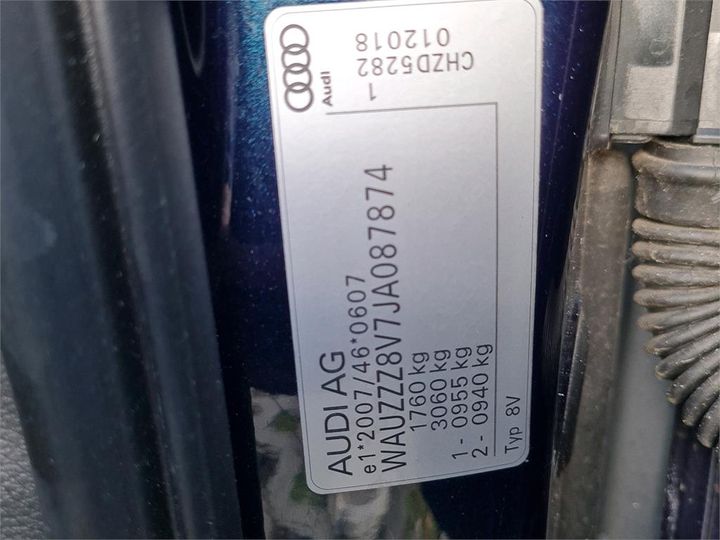 AUDI AG
e1*2007/46*0607
WAUZZZ8V7JA087874
1760 kg
3060 kg
1 - 0955 kg
2 - 0940 kg
Typ 8V
Audi
1
CHZD5282
012018